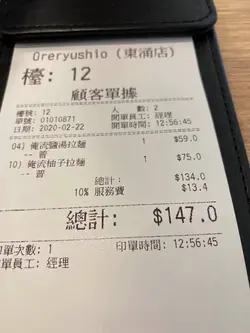 Oreryushio (東涌店)
檯: 12
顧客單據
檯號: 12 人 數: 2
單號: 01010871 開單員工: 經理
日期: 2020-02-22 開單時間: 12:56:45
04) 俺流鹽湯拉麵 1 $59.0
-- 普
10) 俺流柚子拉麵 1 $75.0
-- 普
總計: $134.0
10% 服務費 $13.4
總計: $147.0
印單次數: 1 印單時間: 12:56:45
單員工: 經理